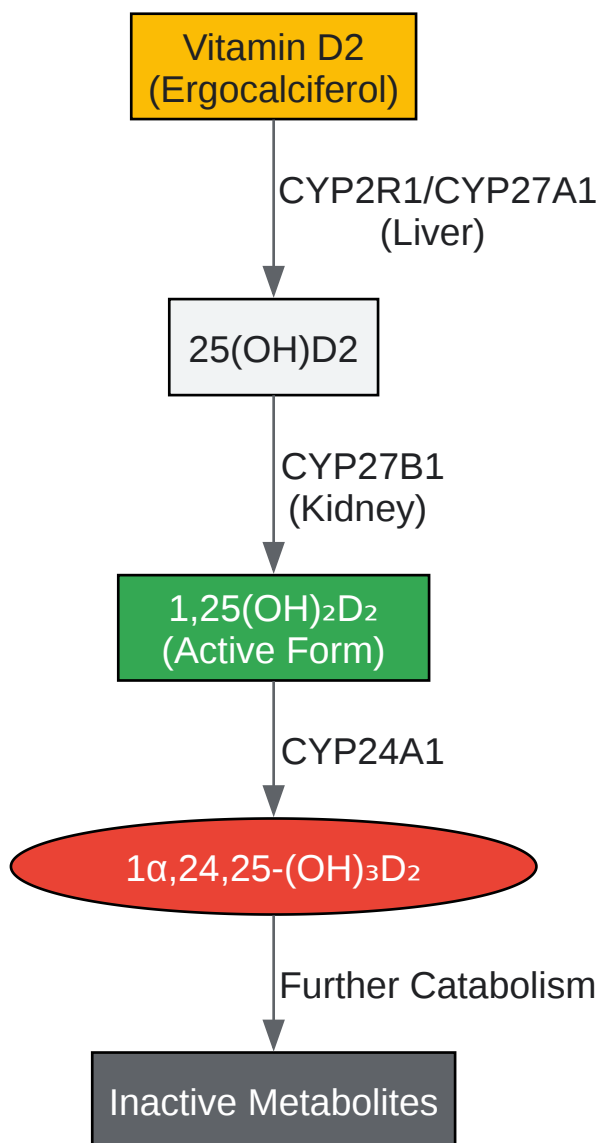 Vitamin D2
(Ergocalciferol)
CYP2R1/CYP27A1
(Liver)
25(OH)D2
CYP27B1
(Kidney)
1,25(OH)₂D₂
(Active Form)
CYP24A1
1α,24,25-(OH)₃D₂
Further Catabolism
Inactive Metabolites